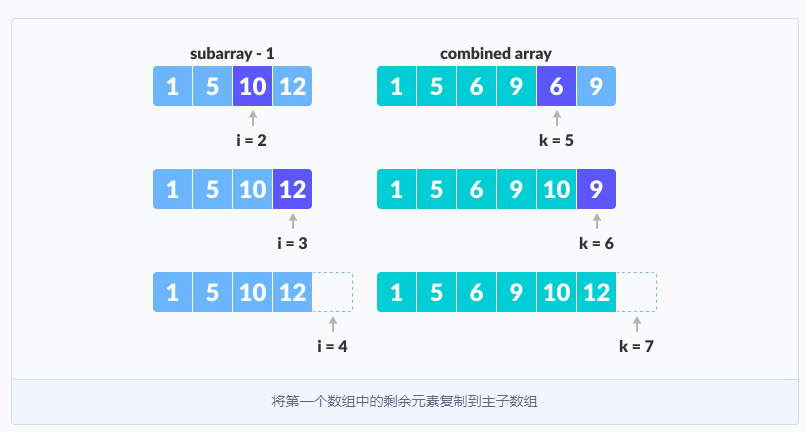 subarray - 1 combined array
1 5 10 12 1 5 6 9 6 9
i = 2 k = 5
1 5 10 12 1 5 6 9 10 9
i = 3 k = 6
1 5 10 12 1 5 6 9 10 12
i = 4 k = 7
将第一个数组中的剩余元素复制到主子数组